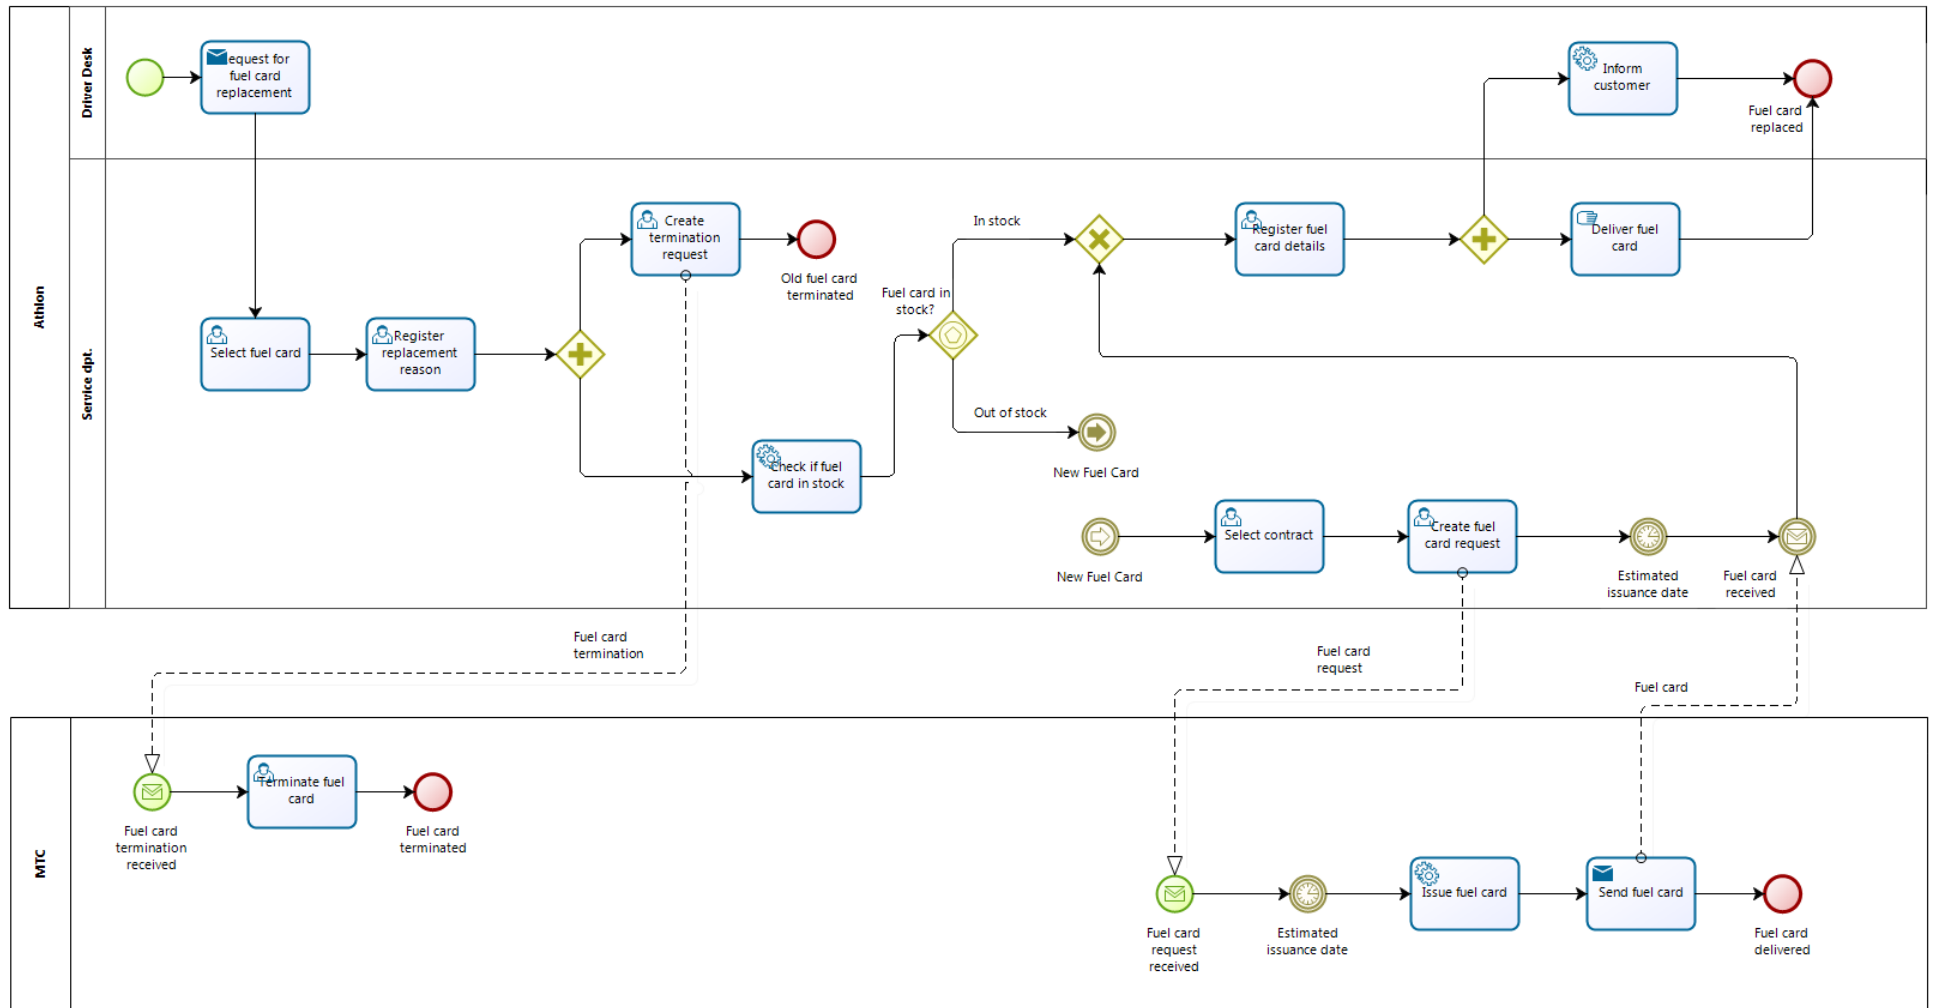 Athlon
Driver Desk
equest for
fuel card
replacement
Inform
customer
Fuel card
replaced
Service dpt.
Select fuel card
Register
replacement
reason
Create
termination
request
Old fuel card
terminated
Check if fuel
card in stock
Fuel card in
stock?
In stock
Out of stock
New Fuel Card
Register fuel
card details
Deliver fuel
card
New Fuel Card
Select contract
Create fuel
card request
Estimated
issuance date
Fuel card
received
Fuel card
termination
Fuel card
request
Fuel card
MTC
Fuel card
termination
received
Terminate fuel
card
Fuel card
terminated
Fuel card
request
received
Estimated
issuance date
Issue fuel card
Send fuel card
Fuel card
delivered